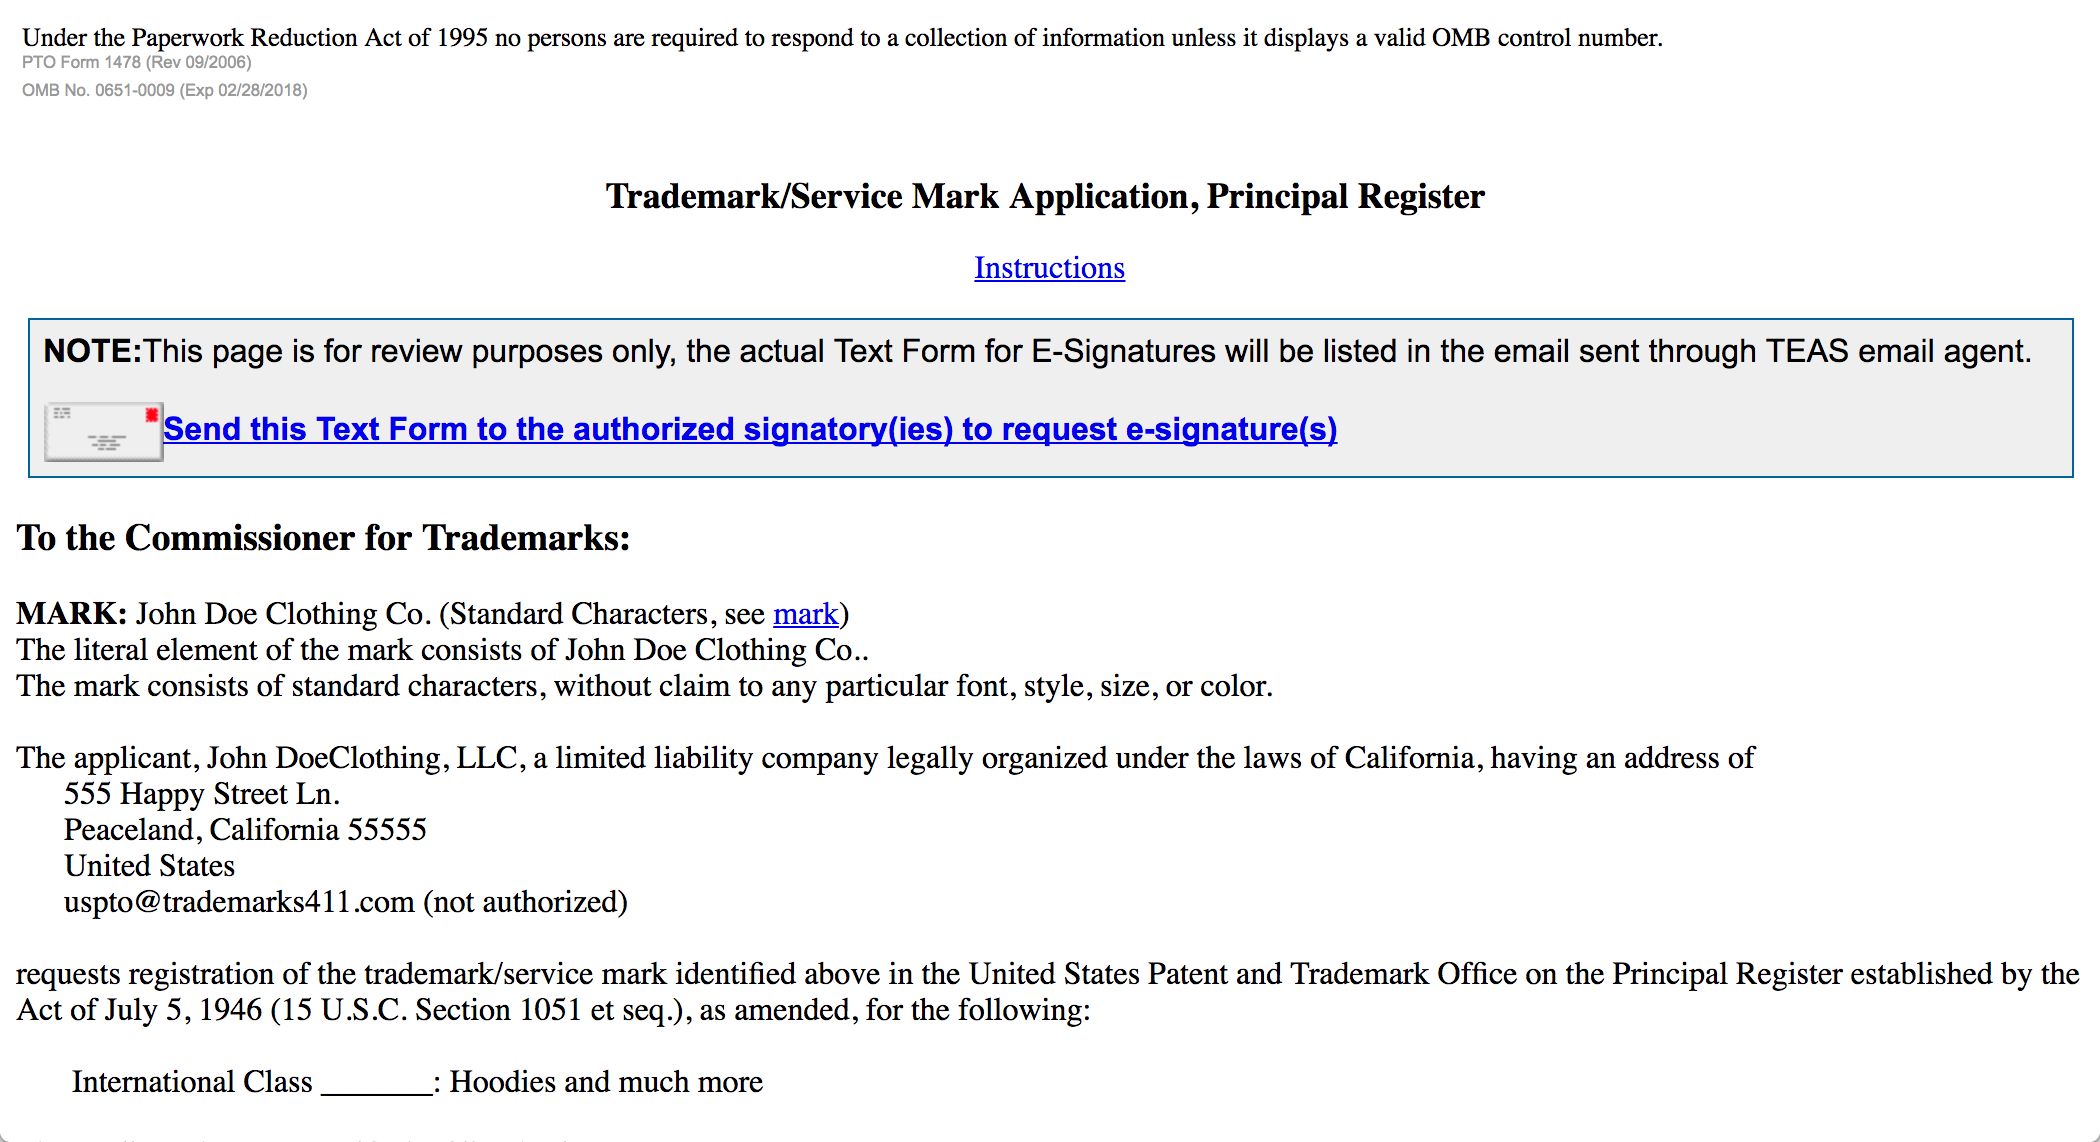 Under the Paperwork Reduction Act of 1995 no persons are required to respond to a collection of information unless it displays a valid OMB control number.
PTO Form 1478 (Rev 09/2006)
OMB No. 0651-0009 (Exp 02/28/2018)
Trademark/Service Mark Application, Principal Register
Instructions
NOTE:This page is for review purposes only, the actual Text Form for E-Signatures will be listed in the email sent through TEAS email agent.
Send this Text Form to the authorized signatory(ies) to request e-signature(s)
To the Commissioner for Trademarks:
MARK: John Doe Clothing Co. (Standard Characters, see mark)
The literal element of the mark consists of John Doe Clothing Co..
The mark consists of standard characters, without claim to any particular font, style, size, or color.
The applicant, John DoeClothing, LLC, a limited liability company legally organized under the laws of California, having an address of
555 Happy Street Ln.
Peaceland, California 55555
United States
uspto@trademarks411.com (not authorized)
requests registration of the trademark/service mark identified above in the United States Patent and Trademark Office on the Principal Register established by the
Act of July 5, 1946 (15 U.S.C. Section 1051 et seq.), as amended, for the following:
International Class _______: Hoodies and much more